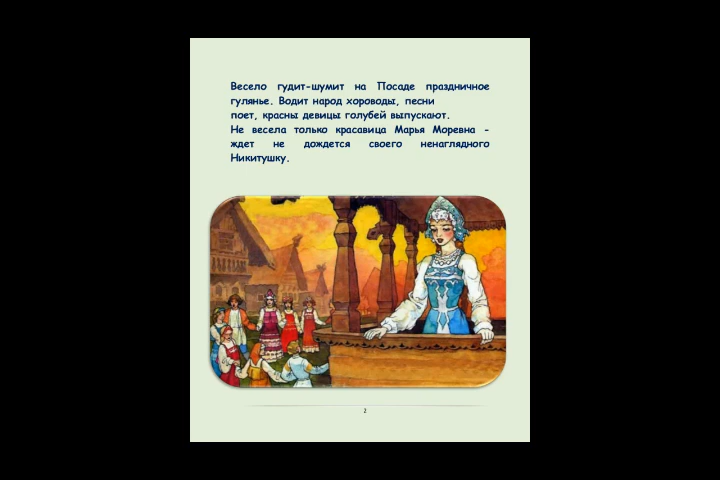 Весело гудит-шумит на Посаде праздничное
гулянье. Водит народ хороводы, песни
поет, красны девицы голубей выпускают.
Не весела только красавица Марья Моревна -
ждет не дождется своего ненаглядного
Никитушку.
2